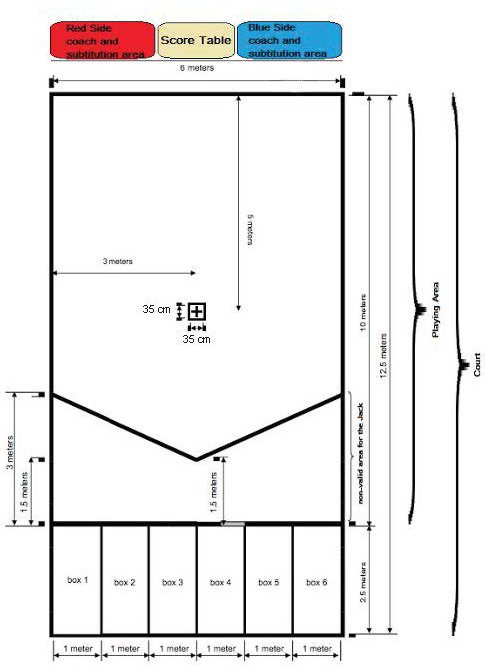 Red Side
coach and
subtitution area
Score Table
Blue Side
coach and
subtitution area
6 meters
5 meters
3 meters
35 cm
35 cm
10 meters
12.5 meters
Playing Area
Court
3 meters
1.5 meters
1.5 meters
non-valid area for the Jack
box 1
box 2
box 3
box 4
box 5
box 6
2.5 meters
1 meter
1 meter
1 meter
1 meter
1 meter
1 meter